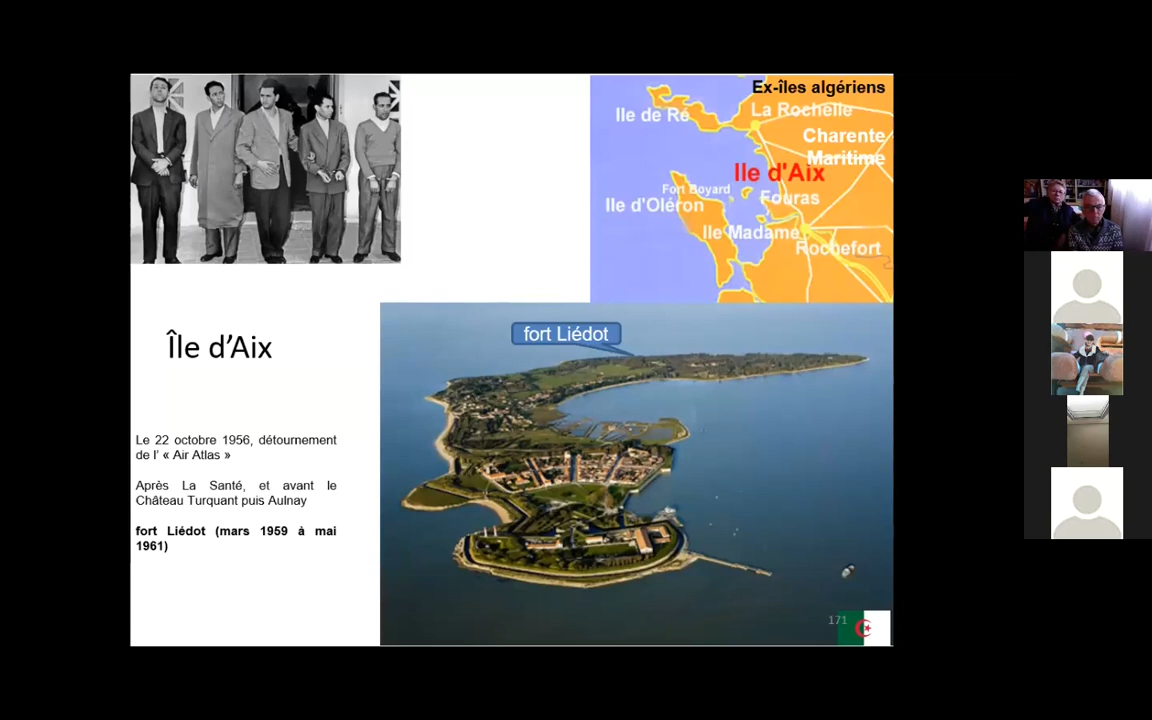 Ex-îles algériens
Ile de Ré
La Rochelle
Charente
Maritime
Ile d'Aix
Fort Boyard
Fouras
Ile d'Oléron
Ile Madame
Rochefort
fort Liédot
Île d'Aix
Le 22 octobre 1956, détournement
de l' « Air Atlas »
Après La Santé, et avant le
Château Turquant puis Aulnay
fort Liédot (mars 1959 à mai
1961)
171